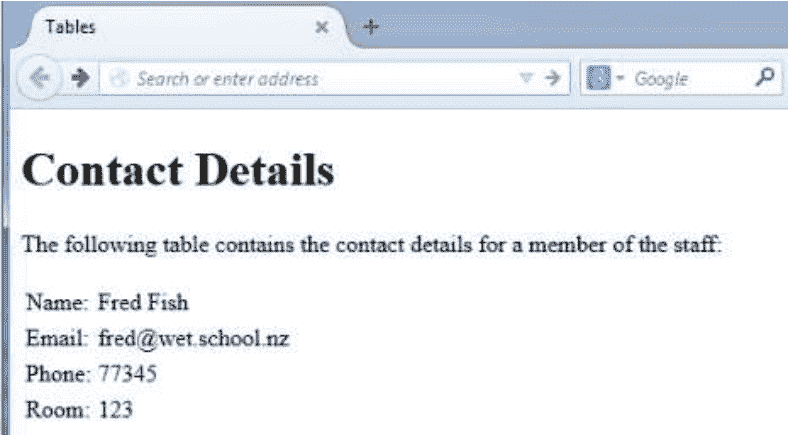 Tables
Search or enter address
Google
Contact Details
The following table contains the contact details for a member of the staff:
Name: Fred Fish
Email: fred@wet.school.nz
Phone: 77345
Room: 123